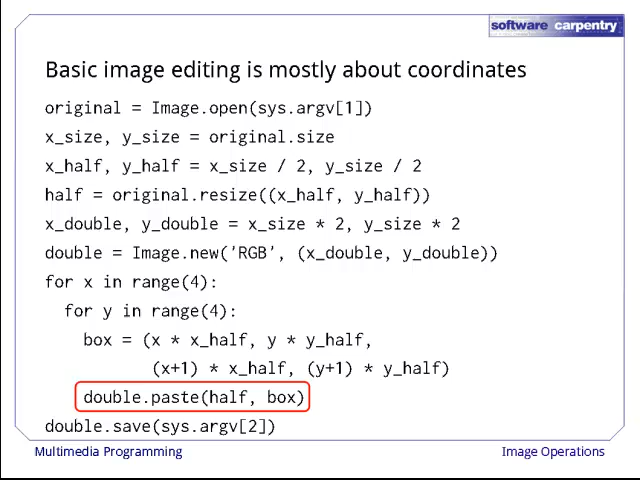 software carpentry
Basic image editing is mostly about coordinates
original = Image.open(sys.argv[1])
x_size, y_size = original.size
x_half, y_half = x_size / 2, y_size / 2
half = original.resize((x_half, y_half))
x_double, y_double = x_size * 2, y_size * 2
double = Image.new('RGB', (x_double, y_double))
for x in range(4):
  for y in range(4):
    box = (x * x_half, y * y_half,
           (x+1) * x_half, (y+1) * y_half)
    double.paste(half, box)
double.save(sys.argv[2])
Multimedia Programming
Image Operations